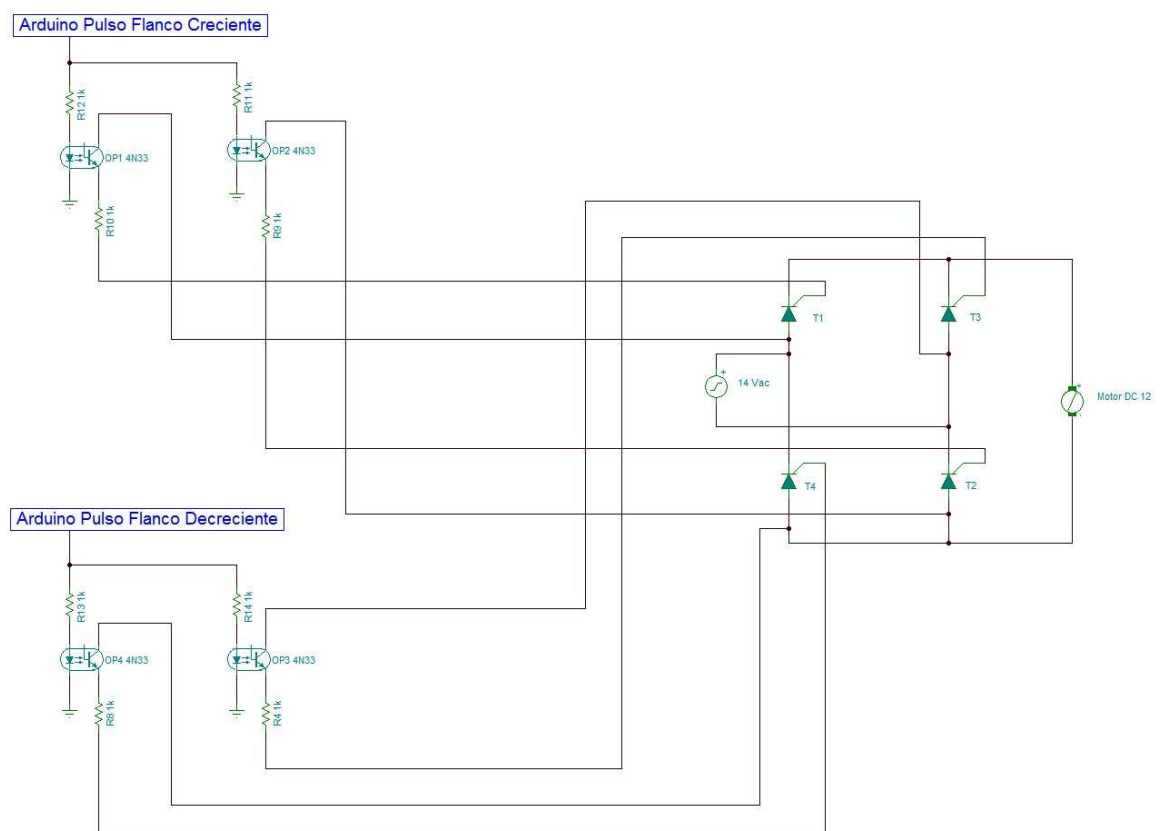 Arduino Pulso Flanco Creciente
R12 1k
R11 1k
OP1 4N33
OP2 4N33
R10 1k
R9 1k
T1
T3
14 Vac
Motor DC 12
T4
T2
Arduino Pulso Flanco Decreciente
R13 1k
R14 1k
OP4 4N33
OP3 4N33
R4 1k